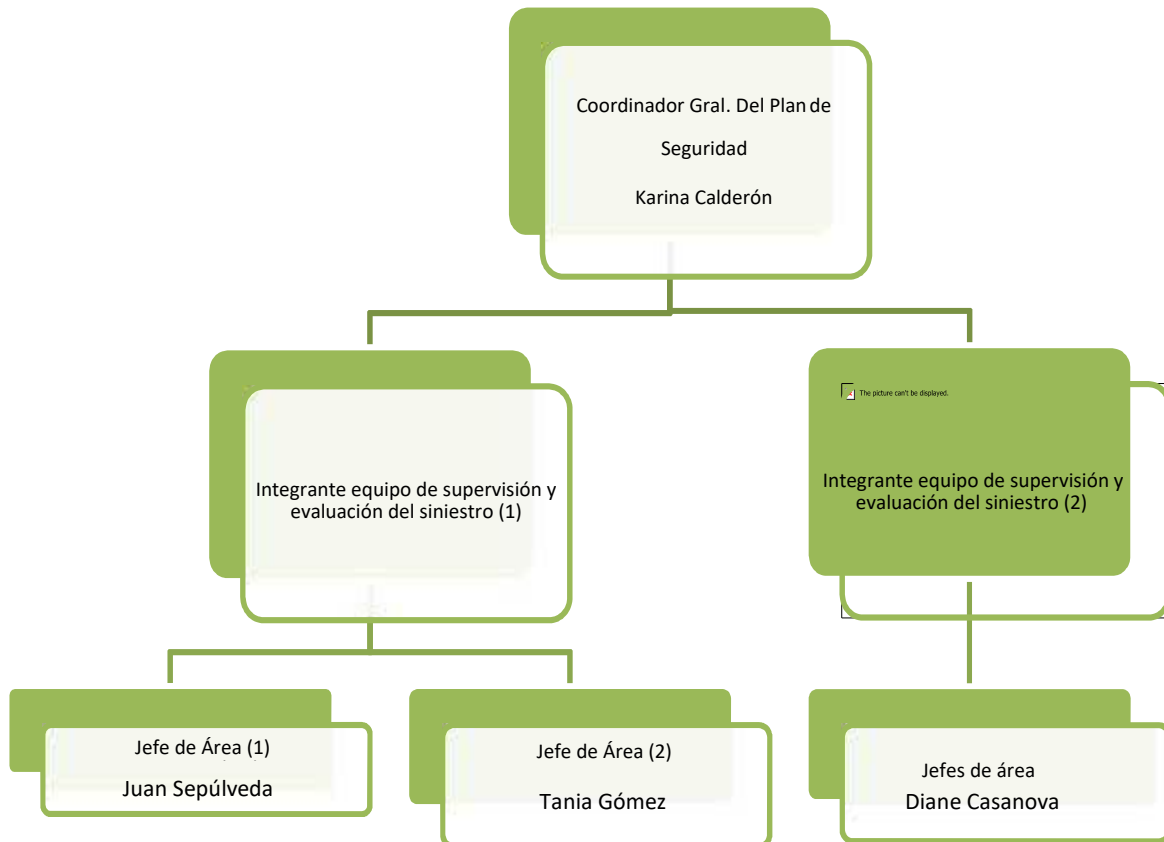 Coordinador Gral. Del Plan de
Seguridad
Karina Calderón
The picture can't be displayed.
Integrante equipo de supervisión y
evaluación del siniestro (1)
Integrante equipo de supervisión y
evaluación del siniestro (2)
Jefe de Área (1)
Juan Sepúlveda
Jefe de Área (2)
Tania Gómez
Jefes de área
Diane Casanova